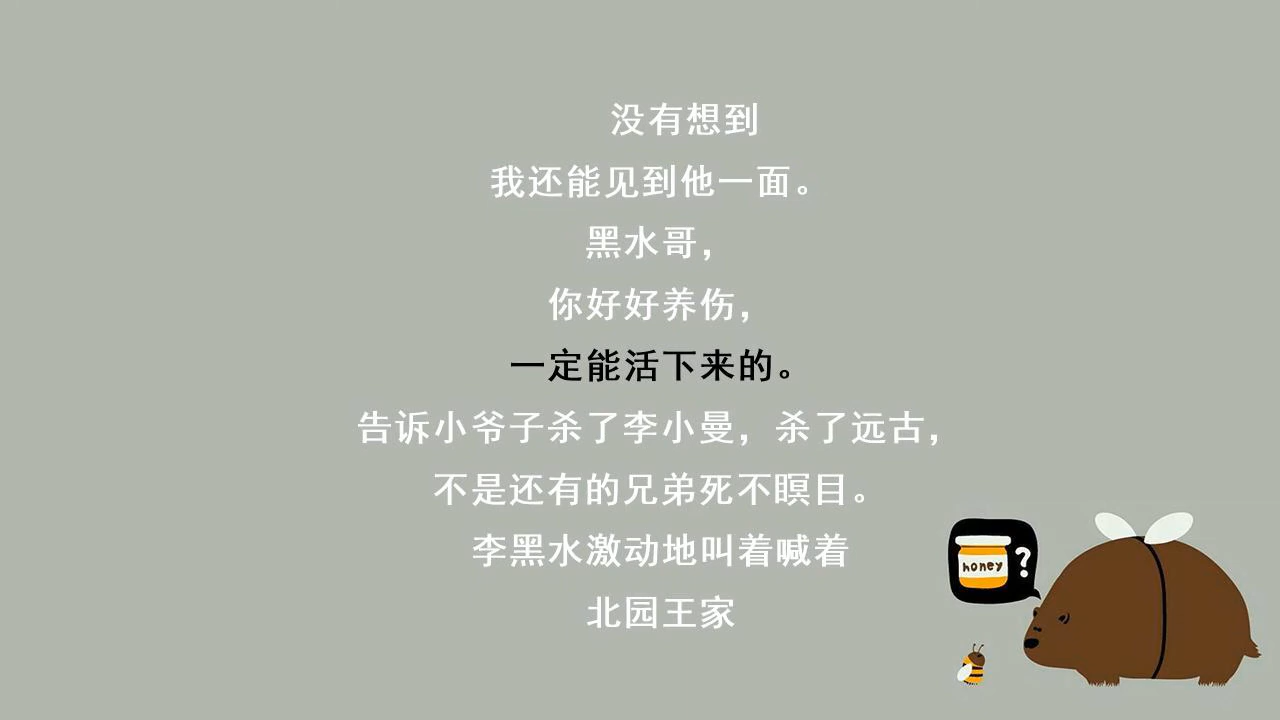 没有想到
我还能见到他一面。
黑水哥，
你好好养伤，
一定能活下来的。
告诉小爷子杀了李小曼，杀了远古，
不是还有的兄弟死不瞑目。
李黑水激动地叫着喊着
北园王家
honey
?